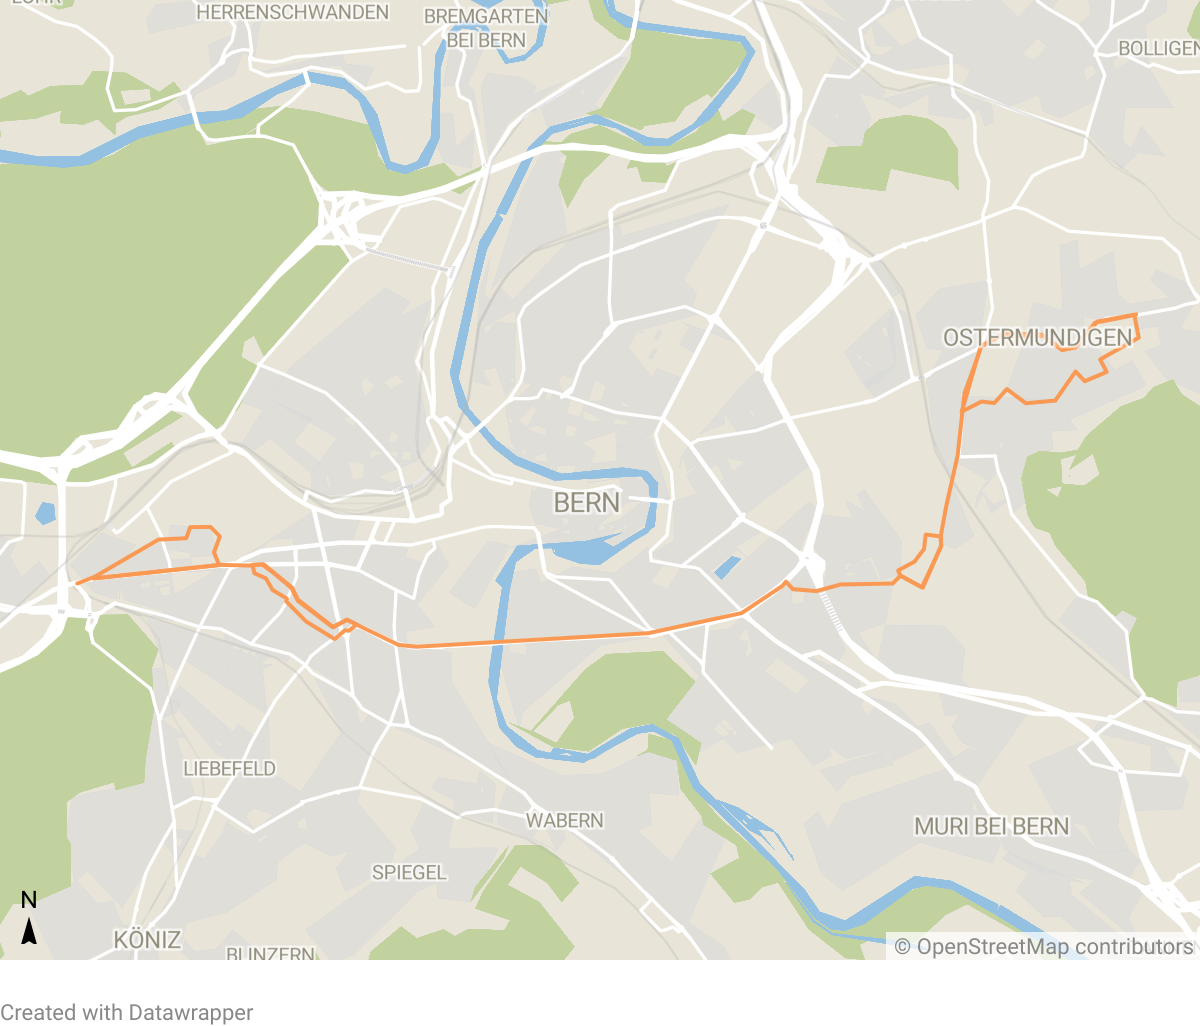 HERRENSCHWANDEN
BREMGARTEN
BEI BERN
BOLLIGEN
OSTERMUNDIGEN
BERN
LIEBEFELD
WABERN
MURI BEI BERN
SPIEGEL
N
KÖNIZ
BLINZERN
© OpenStreetMap contributors
Created with Datawrapper